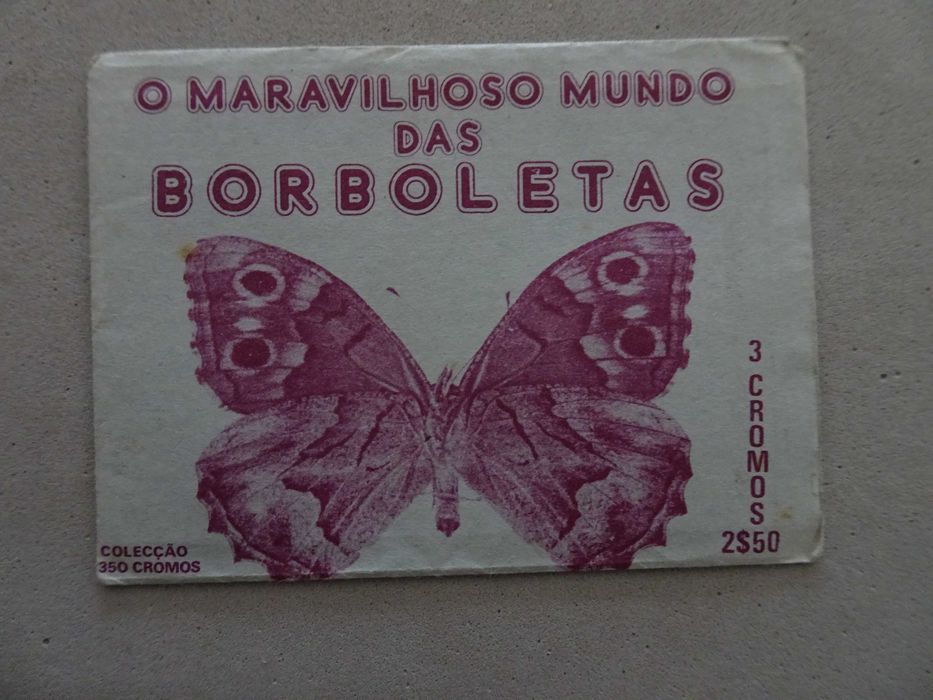 O MARAVILHOSO MUNDO
DAS
BORBOLETAS
3 CROMOS
2$50
COLECÇÃO
350 CROMOS